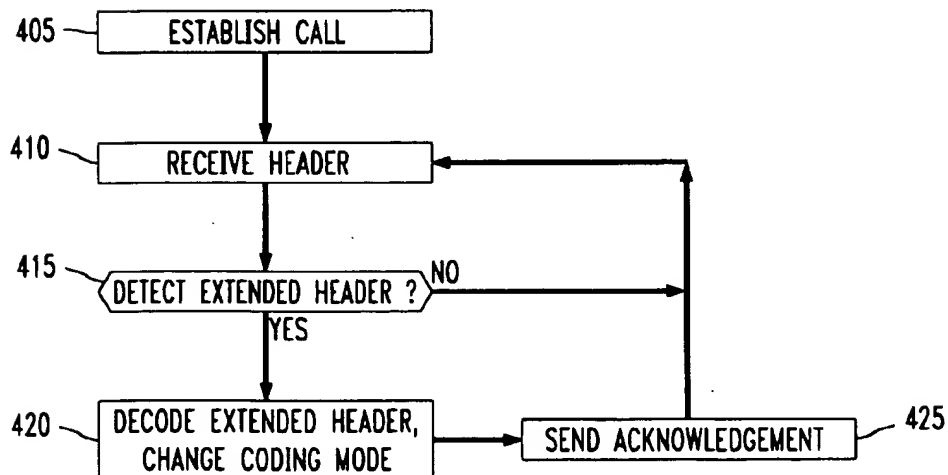 405
ESTABLISH CALL
410
RECEIVE HEADER
415
DETECT EXTENDED HEADER ?
NO
YES
420
DECODE EXTENDED HEADER,
CHANGE CODING MODE
SEND ACKNOWLEDGEMENT
425